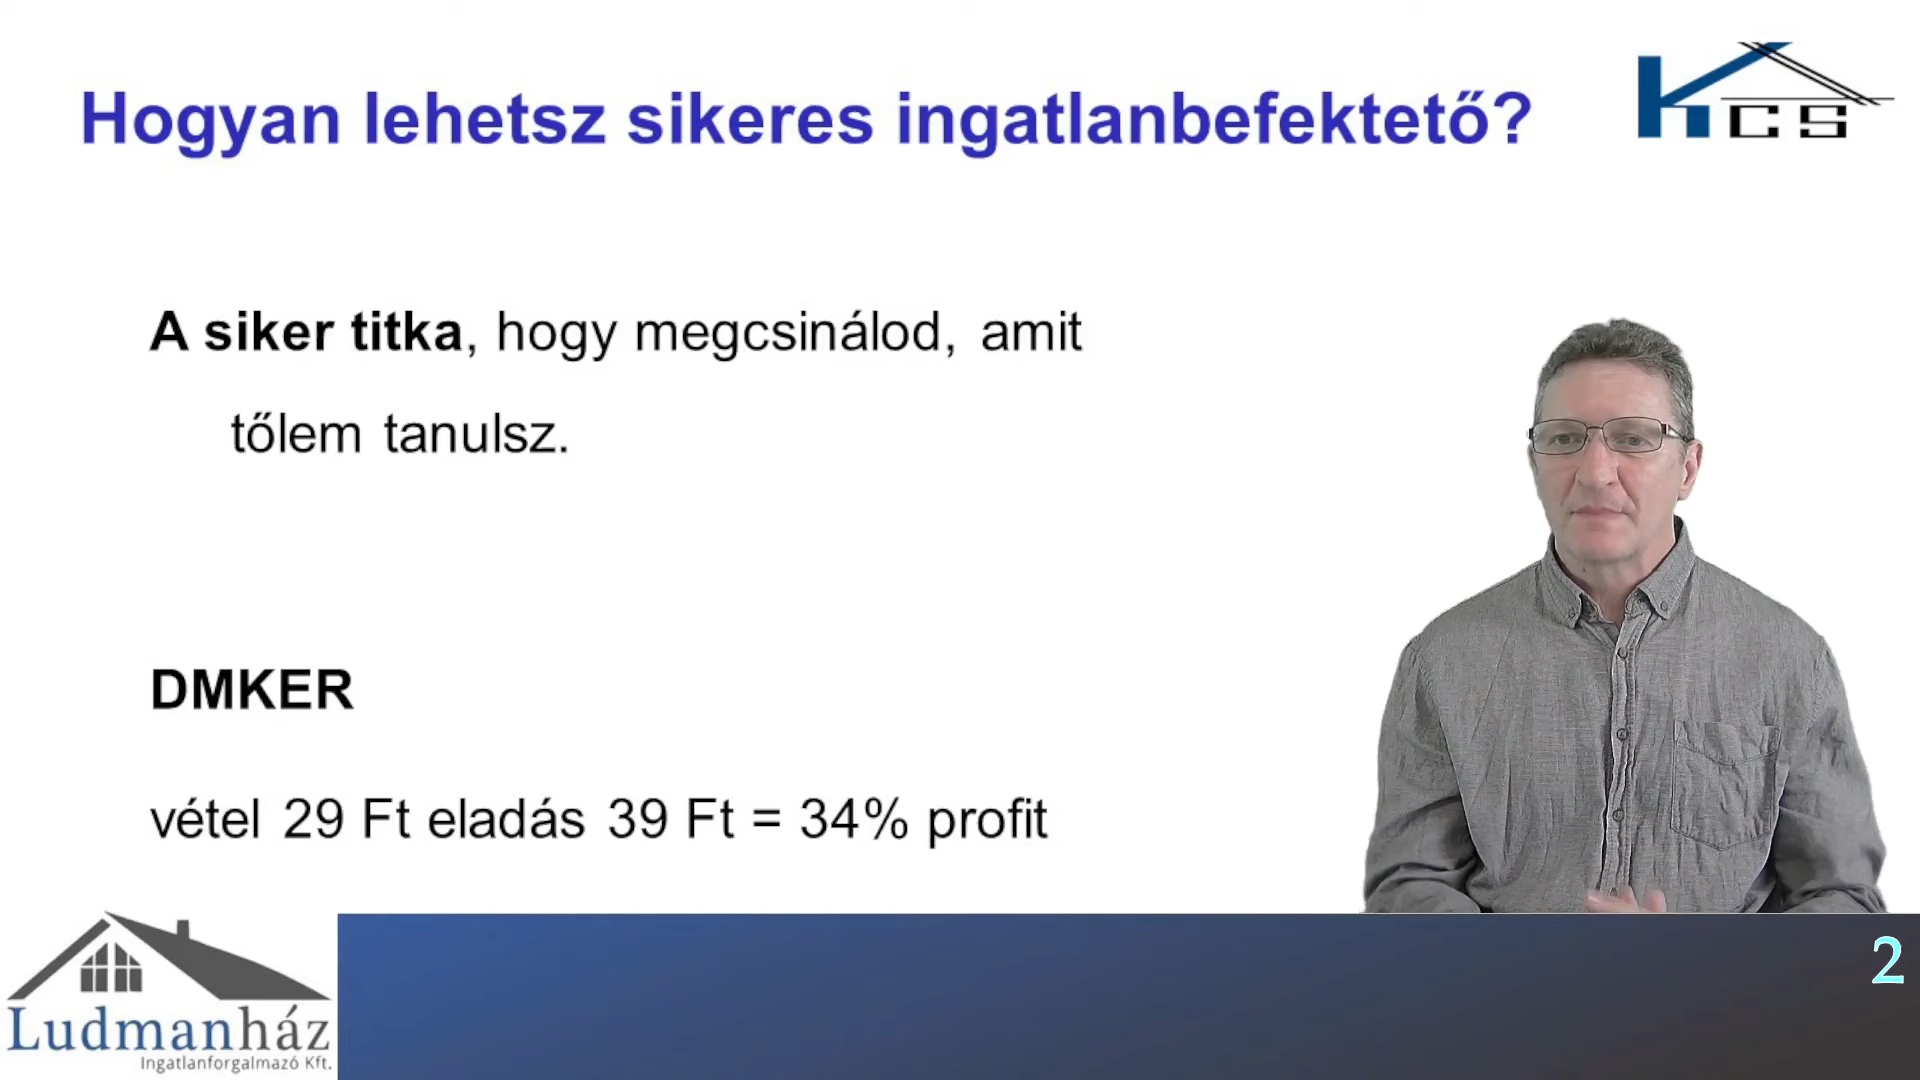 Hogyan lehetsz sikeres ingatlanbefektető?
KCS
A siker titka, hogy megcsinálod, amit
tőlem tanulsz.
DMKER
vétel 29 Ft eladás 39 Ft = 34% profit
Ludmanház
Ingatlanforgalmazó Kft.
2